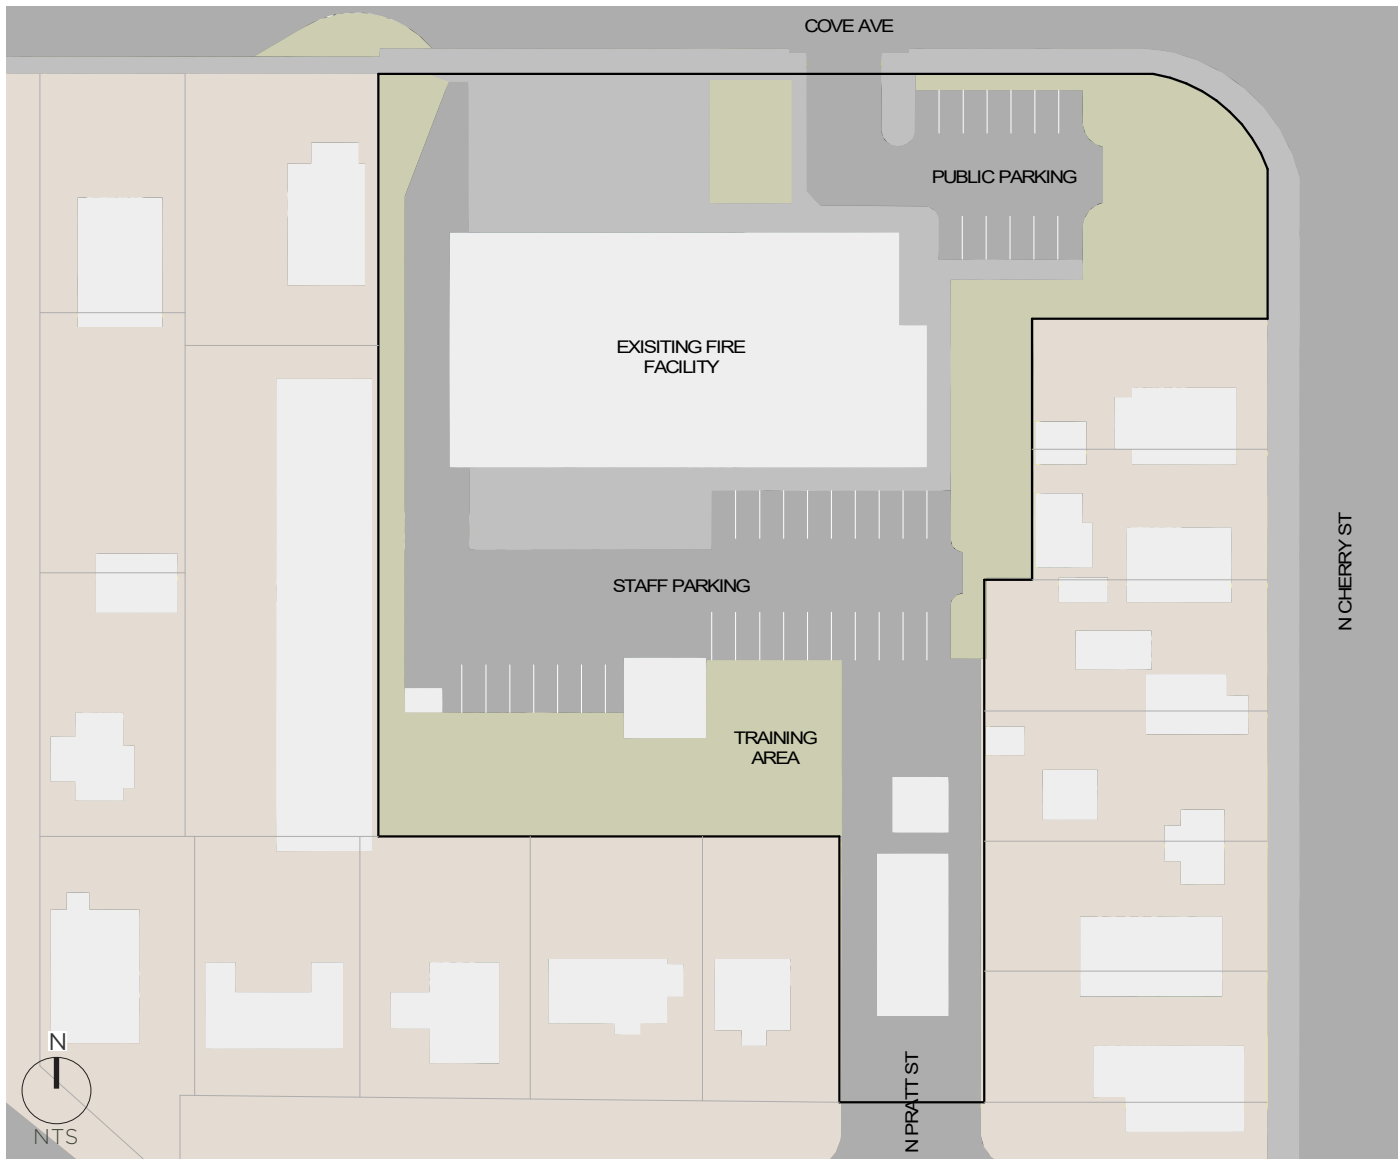 COVE AVE
PUBLIC PARKING
EXISITING FIRE
FACILITY
N CHERRY ST
STAFF PARKING
TRAINING
AREA
N PRATT ST
N
NTS